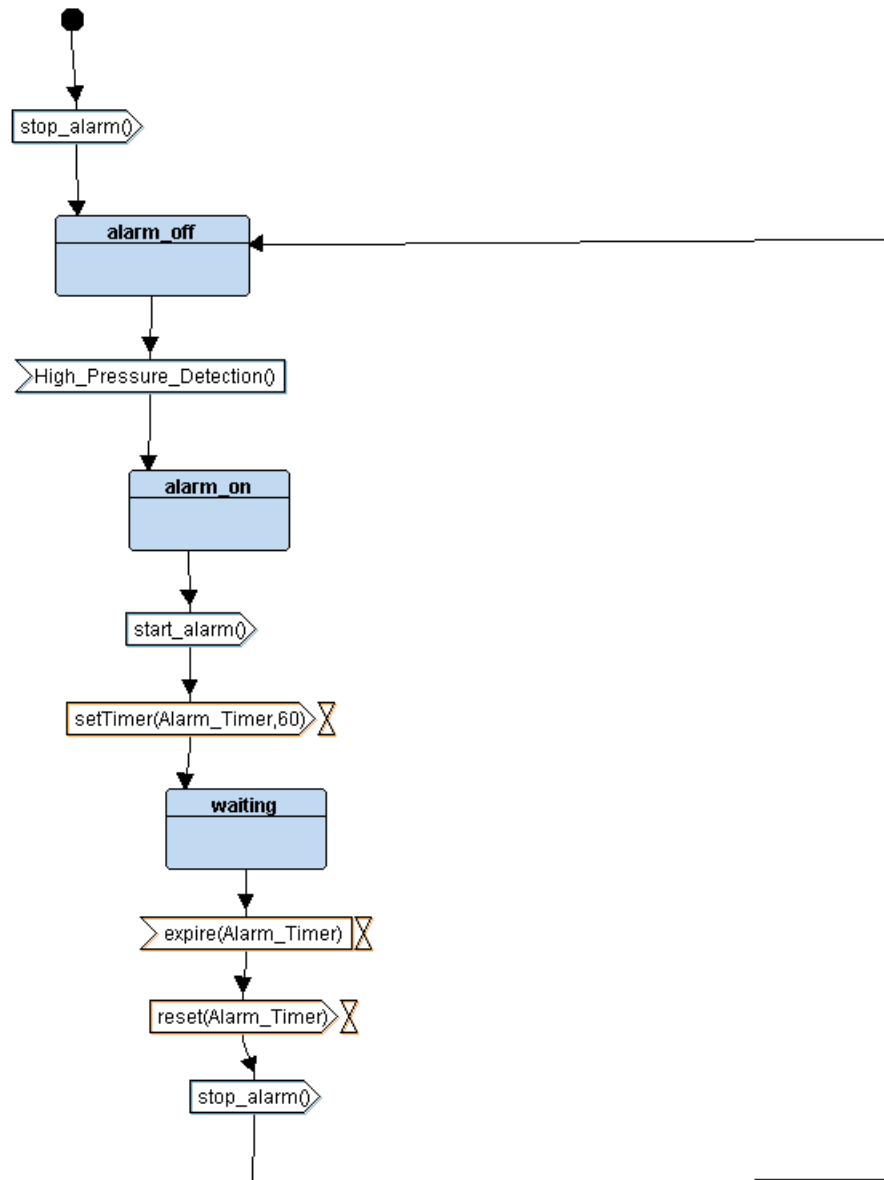 stop_alarm()
alarm_off
High_Pressure_Detection()
alarm_on
start_alarm()
setTimer(Alarm_Timer,60)
waiting
expire(Alarm_Timer)
reset(Alarm_Timer)
stop_alarm()